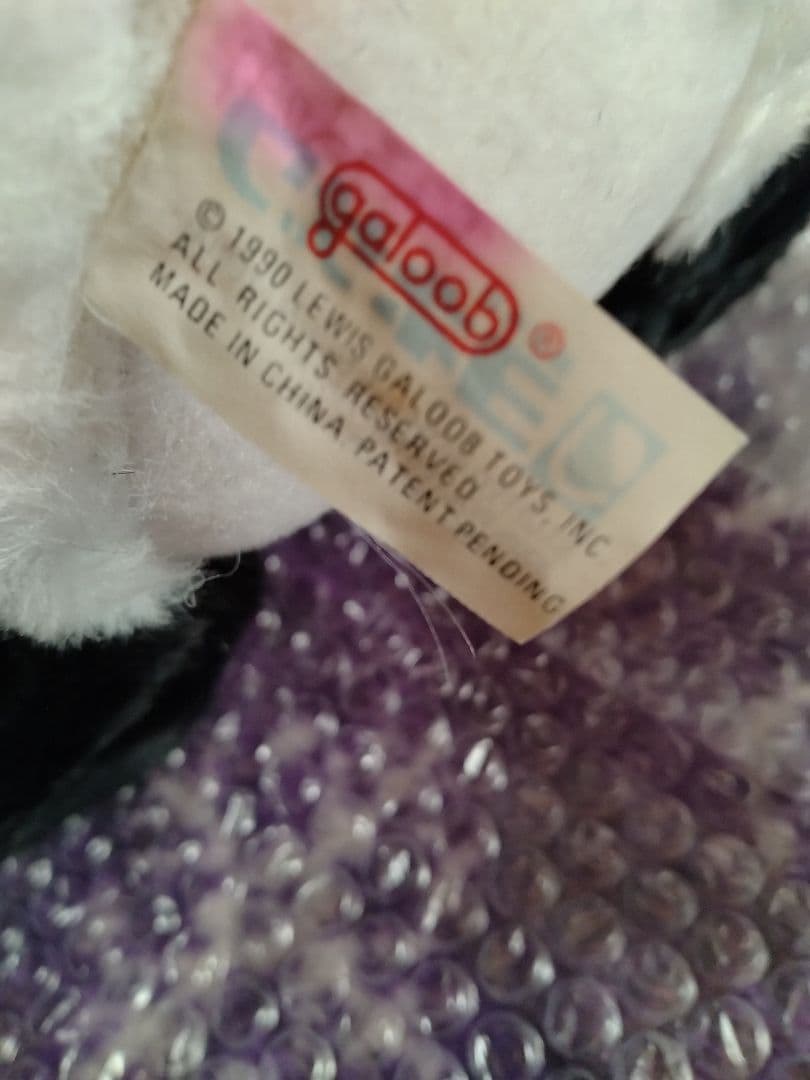 galoob®
© 1990 LEWIS GALOOB TOYS, INC.
ALL RIGHTS RESERVED
MADE IN CHINA PATENT PENDING